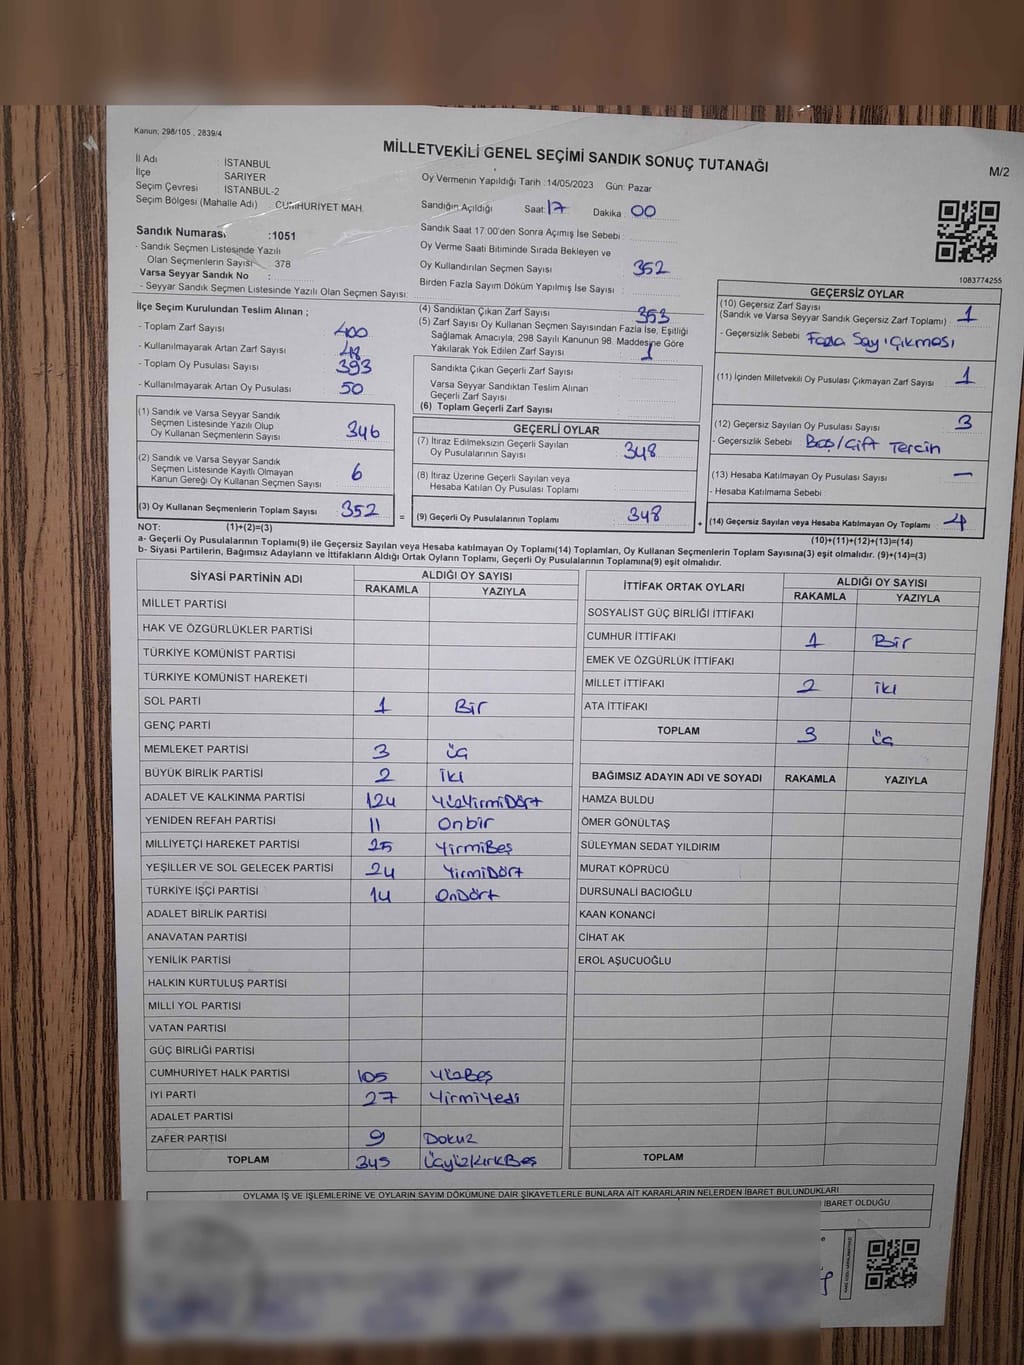 Kanun; 298/105 , 2839/4
MİLLETVEKİLİ GENEL SEÇİMİ SANDIK SONUÇ TUTANAĞI
M/2
İl Adı : İSTANBUL
İlçe : SARIYER
Seçim Çevresi : İSTANBUL-2
Seçim Bölgesi (Mahalle Adı) : CUMHURİYET MAH.
Oy Vermenin Yapıldığı Tarih :14/05/2023 Gün: Pazar
Sandığın Açıldığı Saat: 17 Dakika : 00
Sandık Saat 17:00'den Sonra Açımış İse Sebebi :
Oy Verme Saati Bitiminde Sırada Bekleyen ve
Oy Kullandırılan Seçmen Sayısı : 352
Birden Fazla Sayım Döküm Yapılmış İse Sayısı :
Sandık Numarası :1051
- Sandık Seçmen Listesinde Yazılı
Olan Seçmenlerin Sayısı : 378
Varsa Seyyar Sandık No :
- Seyyar Sandık Seçmen Listesinde Yazılı Olan Seçmen Sayısı:
1083774255
İlçe Seçim Kurulundan Teslim Alınan ;
- Toplam Zarf Sayısı : 400
- Kullanılmayarak Artan Zarf Sayısı : 48
- Toplam Oy Pusulası Sayısı : 393
- Kullanılmayarak Artan Oy Pusulası : 50
(1) Sandık ve Varsa Seyyar Sandık
Seçmen Listesinde Yazılı Olup
Oy Kullanan Seçmenlerin Sayısı : 346
(2) Sandık ve Varsa Seyyar Sandık
Seçmen Listesinde Kayıtlı Olmayan
Kanun Gereği Oy Kullanan Seçmen Sayısı : 6
(3) Oy Kullanan Seçmenlerin Toplam Sayısı : 352 =
(4) Sandıktan Çıkan Zarf Sayısı : 353
(5) Zarf Sayısı Oy Kullanan Seçmen Sayısından Fazla İse, Eşitliği
Sağlamak Amacıyla, 298 Sayılı Kanunun 98. Maddesine Göre
Yakılarak Yok Edilen Zarf Sayısı : 1
Sandıkta Çıkan Geçerli Zarf Sayısı :
Varsa Seyyar Sandıktan Teslim Alınan
Geçerli Zarf Sayısı :
(6) Toplam Geçerli Zarf Sayısı :
GEÇERLİ OYLAR
(7) İtiraz Edilmeksizin Geçerli Sayılan
Oy Pusulalarının Sayısı : 348
(8) İtiraz Üzerine Geçerli Sayılan veya
Hesaba Katılan Oy Pusulası Toplamı :
(9) Geçerli Oy Pusulalarının Toplamı : 348 +
GEÇERSİZ OYLAR
(10) Geçersiz Zarf Sayısı
(Sandık ve Varsa Seyyar Sandık Geçersiz Zarf Toplamı) : 1
- Geçersizlik Sebebi : Fazla Sayı Çıkması
(11) İçinden Milletvekili Oy Pusulası Çıkmayan Zarf Sayısı : 1
(12) Geçersiz Sayılan Oy Pusulası Sayısı : 3
- Geçersizlik Sebebi : Boş/Çift Tercih
(13) Hesaba Katılmayan Oy Pusulası Sayısı : —
- Hesaba Katılmama Sebebi :
(14) Geçersiz Sayılan veya Hesaba Katılmayan Oy Toplamı : 4
NOT: (1)+(2)=(3)
(10)+(11)+(12)+(13)=(14)
a- Geçerli Oy Pusulalarının Toplamı(9) ile Geçersiz Sayılan veya Hesaba katılmayan Oy Toplamı(14) Toplamları, Oy Kullanan Seçmenlerin Toplam Sayısına(3) eşit olmalıdır. (9)+(14)=(3)
b- Siyasi Partilerin, Bağımsız Adayların ve İttifakların Aldığı Ortak Oyların Toplamı, Geçerli Oy Pusulalarının Toplamına(9) eşit olmalıdır.
SİYASİ PARTİNİN ADI ALDIĞI OY SAYISI
RAKAMLA YAZIYLA
MİLLET PARTİSİ
HAK VE ÖZGÜRLÜKLER PARTİSİ
TÜRKİYE KOMÜNİST PARTİSİ
TÜRKİYE KOMÜNİST HAREKETİ
SOL PARTİ 1 Bir
GENÇ PARTİ
MEMLEKET PARTİSİ 3 üç
BÜYÜK BİRLİK PARTİSİ 2 iki
ADALET VE KALKINMA PARTİSİ 124 YüzYirmiDört
YENİDEN REFAH PARTİSİ 11 Onbir
MİLLİYETÇİ HAREKET PARTİSİ 25 YirmiBeş
YEŞİLLER VE SOL GELECEK PARTİSİ 24 YirmiDört
TÜRKİYE İŞÇİ PARTİSİ 14 OnDört
ADALET BİRLİK PARTİSİ
ANAVATAN PARTİSİ
YENİLİK PARTİSİ
HALKIN KURTULUŞ PARTİSİ
MİLLİ YOL PARTİSİ
VATAN PARTİSİ
GÜÇ BİRLİĞİ PARTİSİ
CUMHURİYET HALK PARTİSİ 105 YüzBeş
İYİ PARTİ 27 YirmiYedi
ADALET PARTİSİ
ZAFER PARTİSİ 9 Dokuz
TOPLAM 345 ÜçyüzKırkBeş
İTTİFAK ORTAK OYLARI ALDIĞI OY SAYISI
RAKAMLA YAZIYLA
SOSYALİST GÜÇ BİRLİĞİ İTTİFAKI
CUMHUR İTTİFAKI 1 Bir
EMEK VE ÖZGÜRLÜK İTTİFAKI
MİLLET İTTİFAKI 2 iki
ATA İTTİFAKI
TOPLAM 3 üç
BAĞIMSIZ ADAYIN ADI VE SOYADI RAKAMLA YAZIYLA
HAMZA BULDU
ÖMER GÖNÜLTAŞ
SÜLEYMAN SEDAT YILDIRIM
MURAT KÖPRÜCÜ
DURSUNALİ BACIOĞLU
KAAN KONANCİ
CİHAT AK
EROL AŞUCUOĞLU
TOPLAM
OYLAMA İŞ VE İŞLEMLERİNE VE OYLARIN SAYIM DÖKÜMÜNE DAİR ŞİKAYETLERLE BUNLARA AİT KARARLARIN NELERDEN İBARET BULUNDUKLARI
İBARET OLDUĞU